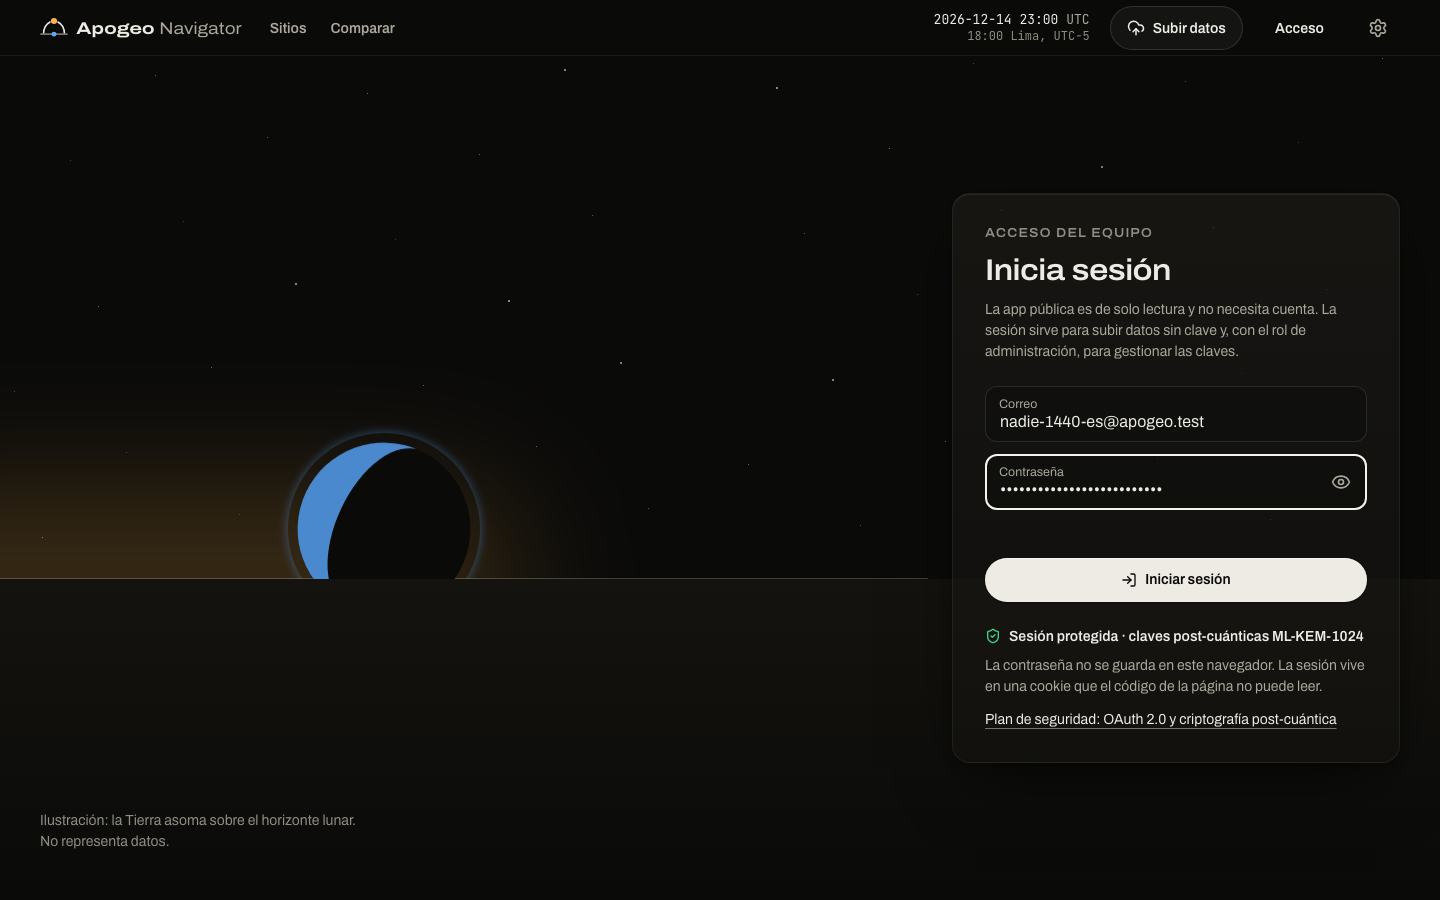 Apogeo Navigator
Sitios
Comparar
2026-12-14 23:00 UTC
18:00 Lima, UTC-5
Subir datos
Acceso
ACCESO DEL EQUIPO
Inicia sesión
La app pública es de solo lectura y no necesita cuenta. La
sesión sirve para subir datos sin clave y, con el rol de
administración, para gestionar las claves.
Correo
nadie-1440-es@apogeo.test
Contraseña
••••••••••••••••••••••••••
Iniciar sesión
Sesión protegida · claves post-cuánticas ML-KEM-1024
La contraseña no se guarda en este navegador. La sesión vive
en una cookie que el código de la página no puede leer.
Plan de seguridad: OAuth 2.0 y criptografía post-cuántica
Ilustración: la Tierra asoma sobre el horizonte lunar.
No representa datos.